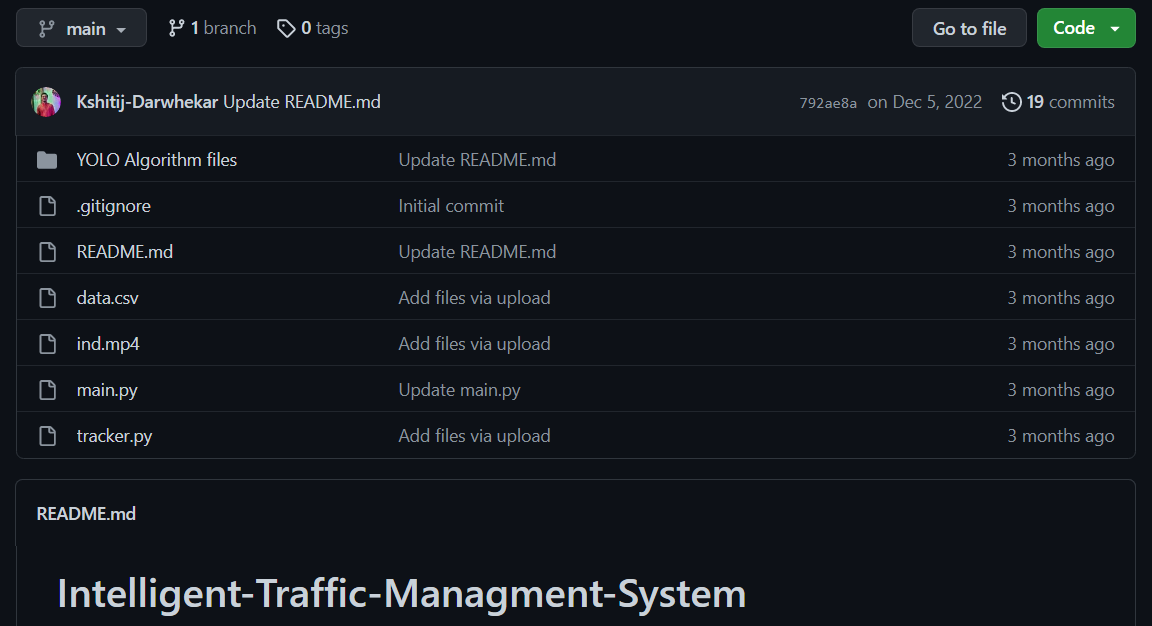 main 1 branch 0 tags Go to file Code
Kshitij-Darwhekar Update README.md 792ae8a on Dec 5, 2022 19 commits
YOLO Algorithm files Update README.md 3 months ago
.gitignore Initial commit 3 months ago
README.md Update README.md 3 months ago
data.csv Add files via upload 3 months ago
ind.mp4 Add files via upload 3 months ago
main.py Update main.py 3 months ago
tracker.py Add files via upload 3 months ago
README.md
Intelligent-Traffic-Managment-System